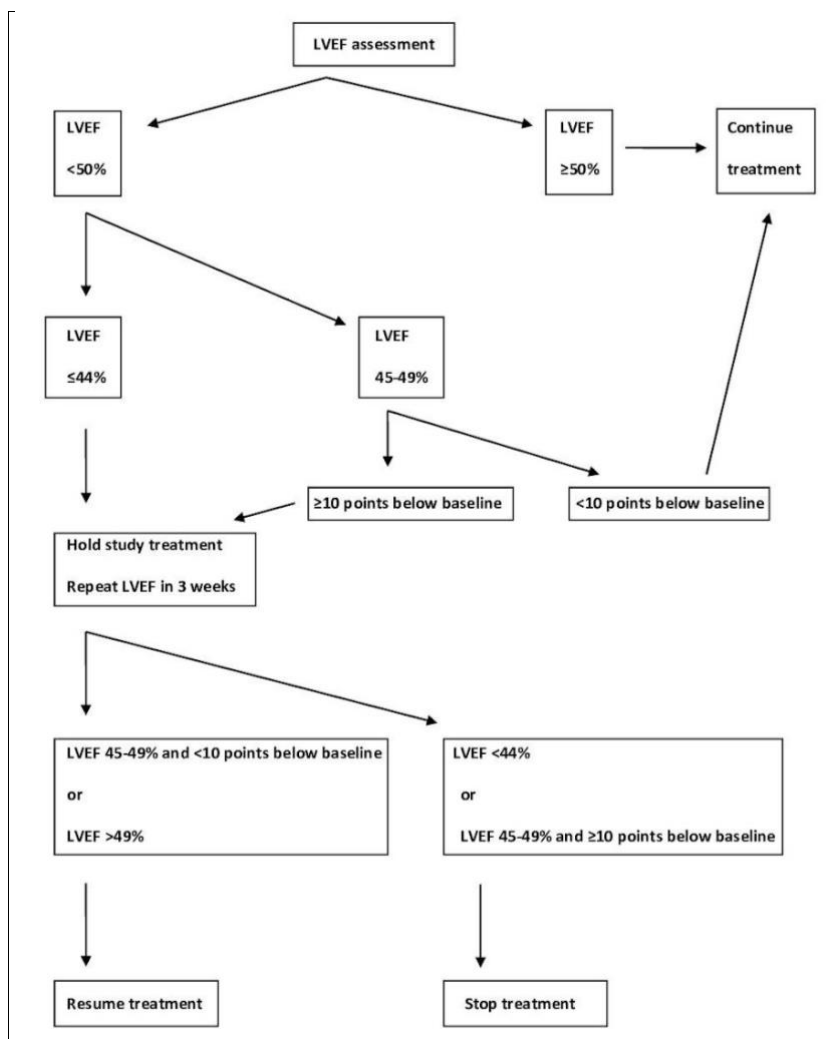 LVEF assessment
LVEF
<50%
LVEF
≥50%
Continue
treatment
LVEF
≤44%
LVEF
45-49%
≥10 points below baseline
<10 points below baseline
Hold study treatment
Repeat LVEF in 3 weeks
LVEF 45-49% and <10 points below baseline
or
LVEF >49%
LVEF <44%
or
LVEF 45-49% and ≥10 points below baseline
Resume treatment
Stop treatment